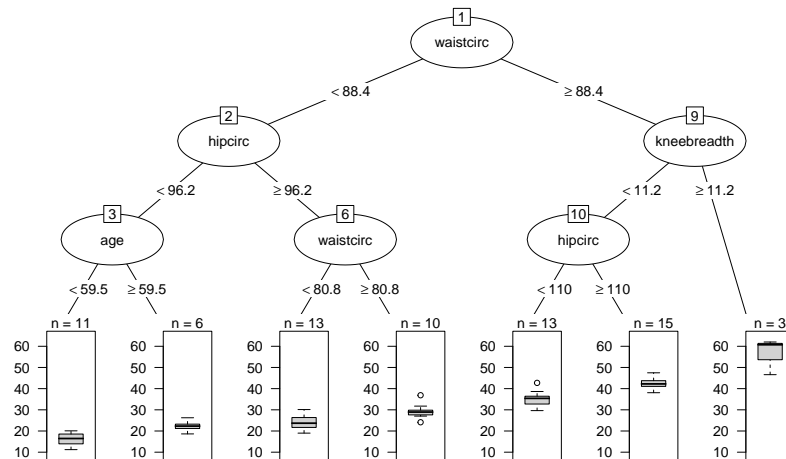 1
waistcirc
< 88.4 ≥ 88.4
2 9
hipcirc kneebreadth
< 96.2 ≥ 96.2 < 11.2 ≥ 11.2
3 6 10
age waistcirc hipcirc
< 59.5 ≥ 59.5 < 80.8 ≥ 80.8 < 110 ≥ 110
n = 11 n = 6 n = 13 n = 10 n = 13 n = 15 n = 3
60 60 60 60 60 60 60
50 50 50 50 50 50 50
40 40 40 40 40 40 40
30 30 30 30 30 30 30
20 20 20 20 20 20 20
10 10 10 10 10 10 10